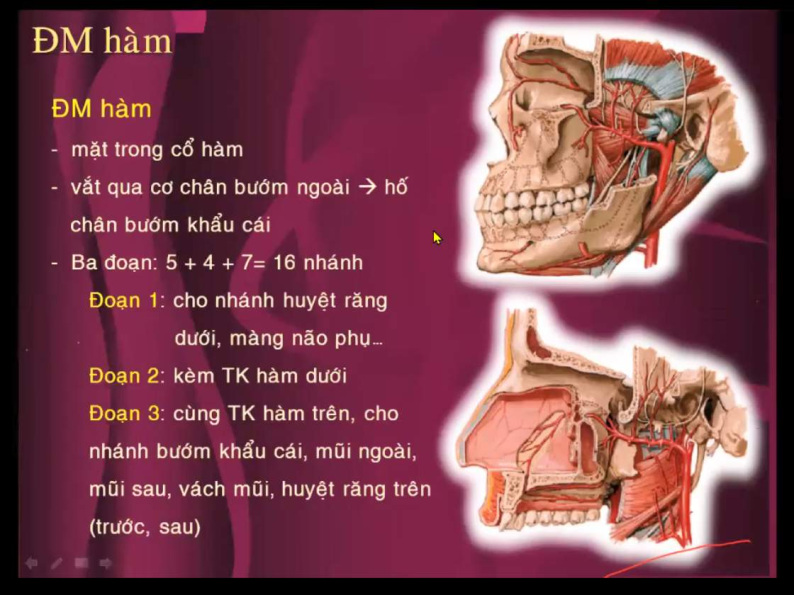 ĐM hàm
ĐM hàm
- mặt trong cổ hàm
- vắt qua cơ chân bướm ngoài → hố
chân bướm khẩu cái
- Ba đoạn: 5 + 4 + 7= 16 nhánh
Đoạn 1: cho nhánh huyệt răng
dưới, màng não phụ...
Đoạn 2: kèm TK hàm dưới
Đoạn 3: cùng TK hàm trên, cho
nhánh bướm khẩu cái, mũi ngoài,
mũi sau, vách mũi, huyệt răng trên
(trước, sau)